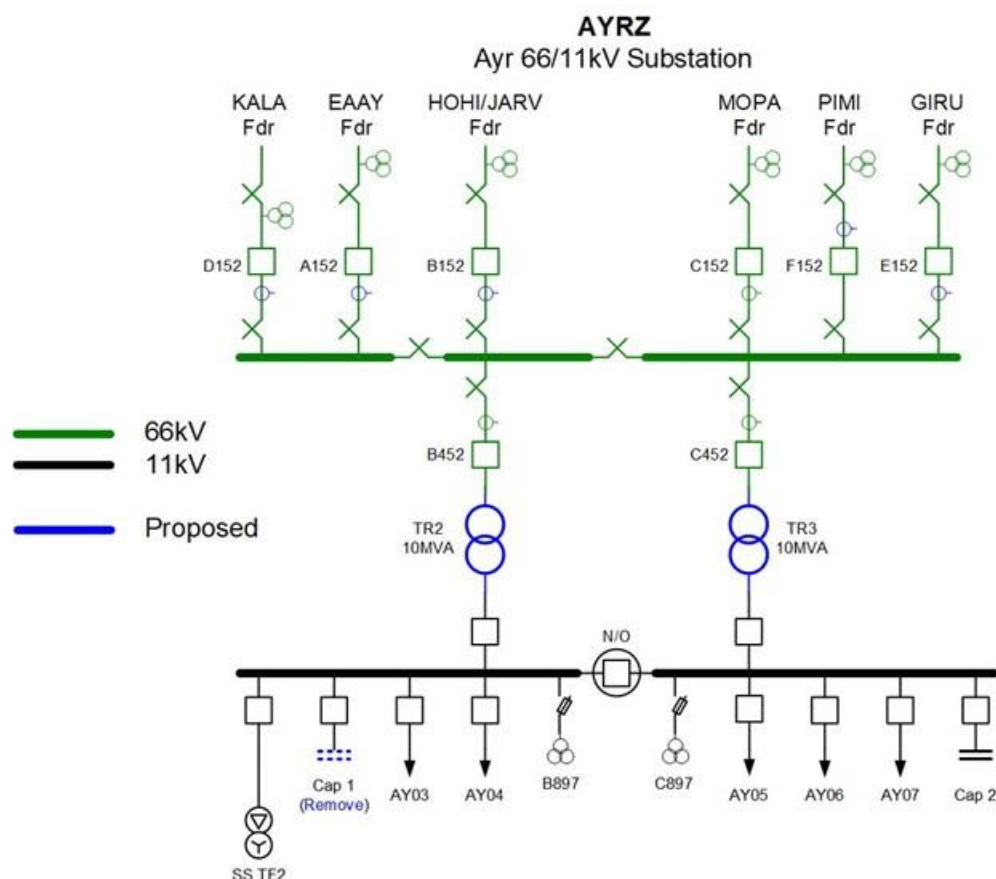 AYRZ
Ayr 66/11kV Substation
KALA
Fdr
EAAY
Fdr
HOHI/JARV
Fdr
MOPA
Fdr
PIMI
Fdr
GIRU
Fdr
D152
A152
B152
C152
F152
E152
66kV
11kV
Proposed
B452
C452
TR2
10MVA
TR3
10MVA
N/O
Cap 1
(Remove)
AY03
AY04
B897
C897
AY05
AY06
AY07
Cap 2
SS TF2